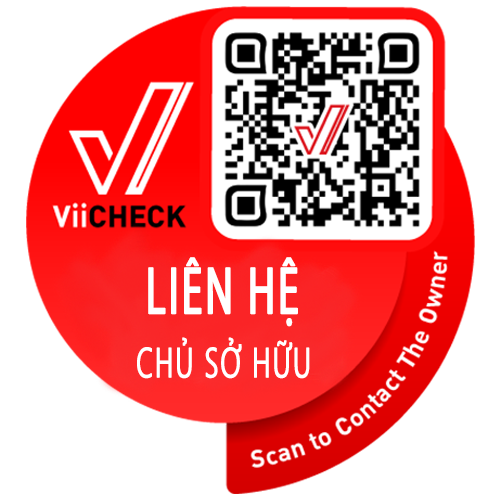 ViiCHECK
LIÊN HỆ
CHỦ SỞ HỮU
Scan to Contact The Owner